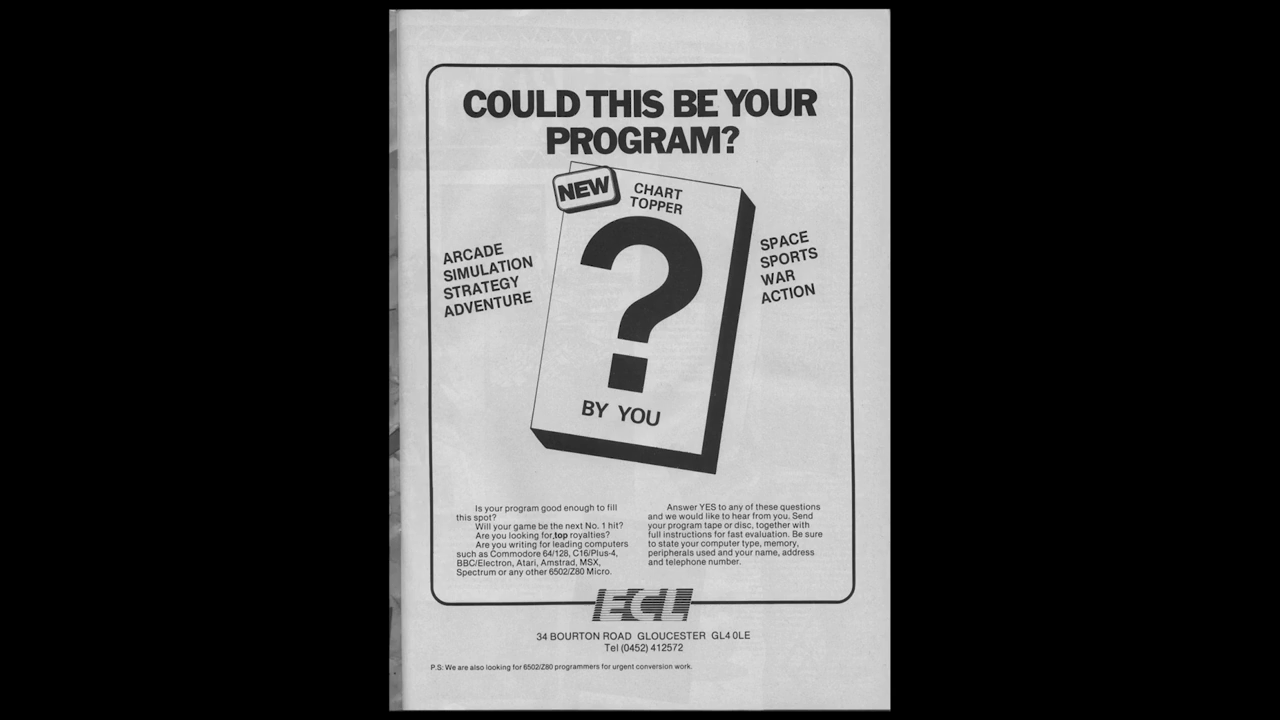 COULD THIS BE YOUR
PROGRAM?
NEW
CHART
TOPPER
ARCADE
SIMULATION
STRATEGY
ADVENTURE
SPACE
SPORTS
WAR
ACTION
?
BY YOU
Is your program good enough to fill
this spot?
Will your game be the next No. 1 hit?
Are you looking for top royalties?
Are you writing for leading computers
such as Commodore 64/128, C16/Plus-4,
BBC/Electron, Atari, Amstrad, MSX,
Spectrum or any other 6502/Z80 Micro.
Answer YES to any of these questions
and we would like to hear from you. Send
your program tape or disc, together with
full instructions for fast evaluation. Be sure
to state your computer type, memory,
peripherals used and your name, address
and telephone number.
ECL
34 BOURTON ROAD GLOUCESTER GL4 0LE
Tel (0452) 412572
P.S: We are also looking for 6502/Z80 programmers for urgent conversion work.